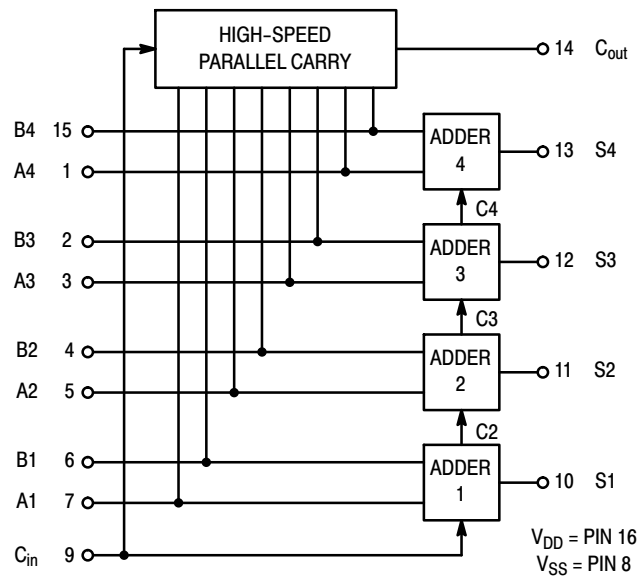 HIGH-SPEED
PARALLEL CARRY
14 Cout
B4 15
ADDER
4
13 S4
A4 1
C4
B3 2
ADDER
3
12 S3
A3 3
C3
B2 4
ADDER
2
11 S2
A2 5
C2
B1 6
ADDER
1
10 S1
A1 7
Cin 9
VDD = PIN 16
VSS = PIN 8